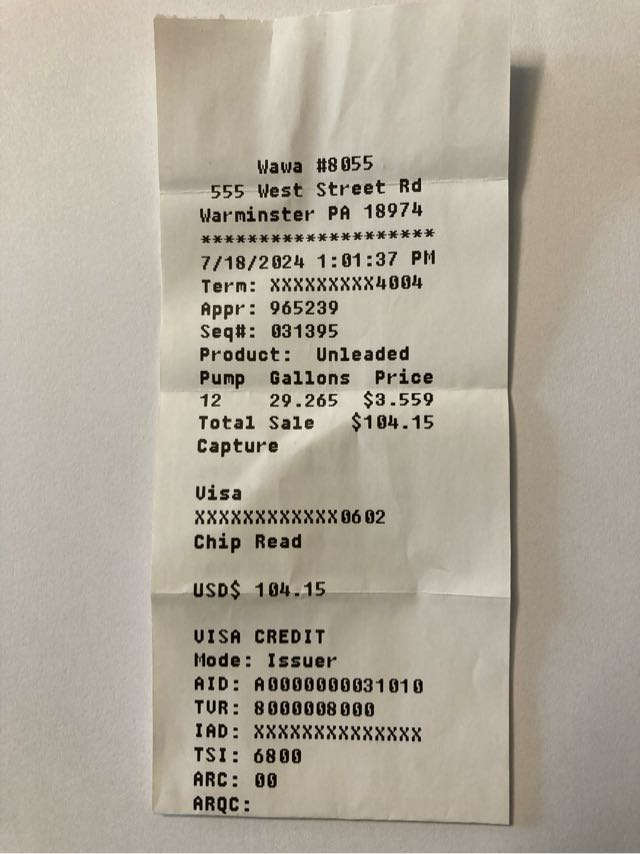 Wawa #8055
555 West Street Rd
Warminster PA 18974
********************
7/18/2024 1:01:37 PM
Term: XXXXXXXXX4004
Appr: 965239
Seq#: 031395
Product: Unleaded
Pump Gallons Price
12 29.265 $3.559
Total Sale $104.15
Capture
Visa
XXXXXXXXXXXX0602
Chip Read
USD$ 104.15
VISA CREDIT
Mode: Issuer
AID: A0000000031010
TVR: 8000008000
IAD: XXXXXXXXXXXXXX
TSI: 6800
ARC: 00
ARQC: